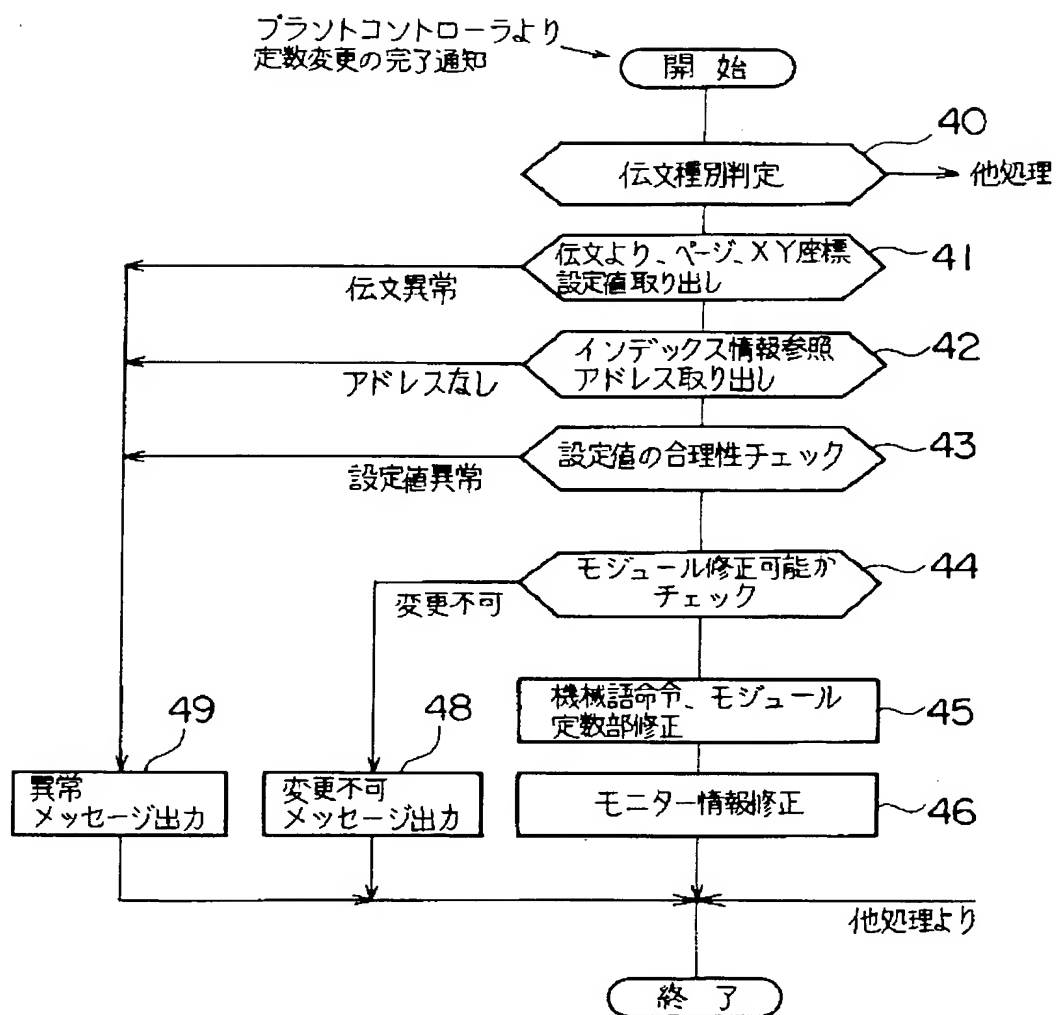 プラントコントローラより
定数変更の完了通知
開始
40
伝文種別判定
他処理
伝文より、ページ、XY座標
設定値取り出し
41
伝文異常
インデックス情報参照
アドレス取り出し
42
アドレスなし
設定値の合理性チェック
43
設定値異常
モジュール修正可能か
チェック
44
変更不可
機械語命令、モジュール
定数部修正
45
49
48
異常
メッセージ出力
変更不可
メッセージ出力
モニター情報修正
46
他処理より
終了